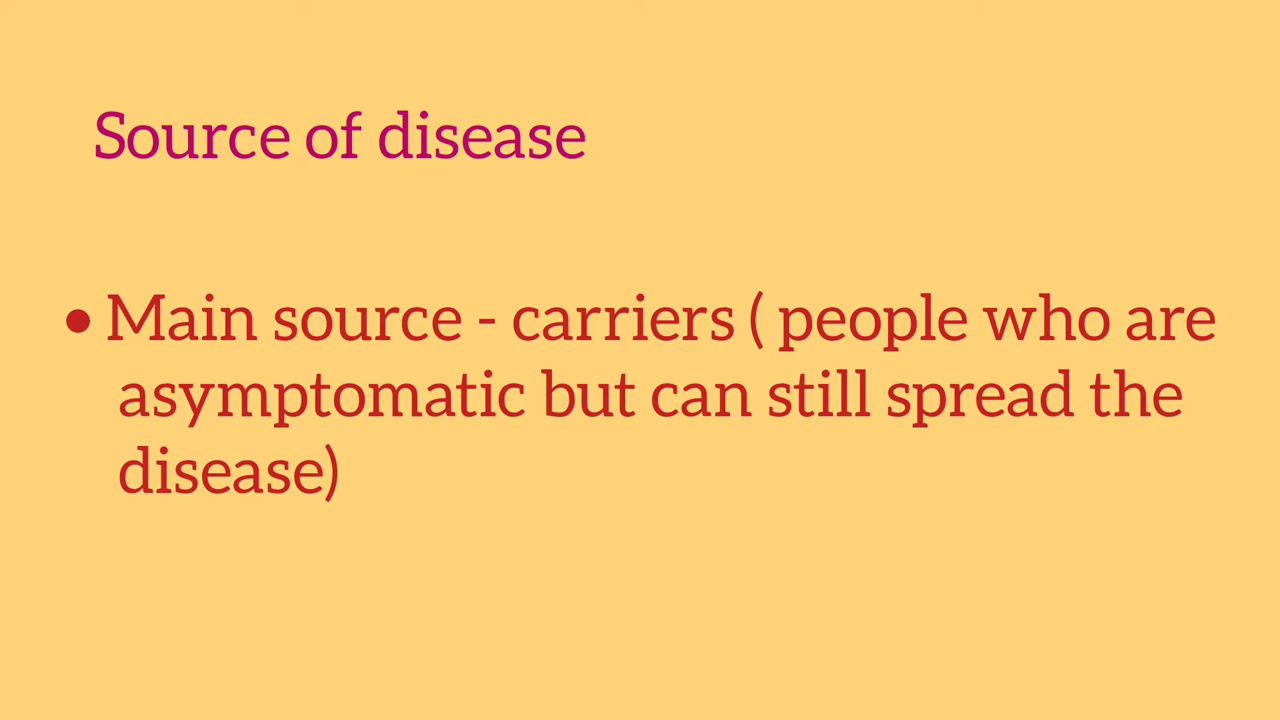 Source of disease
• Main source - carriers ( people who are
asymptomatic but can still spread the
disease)